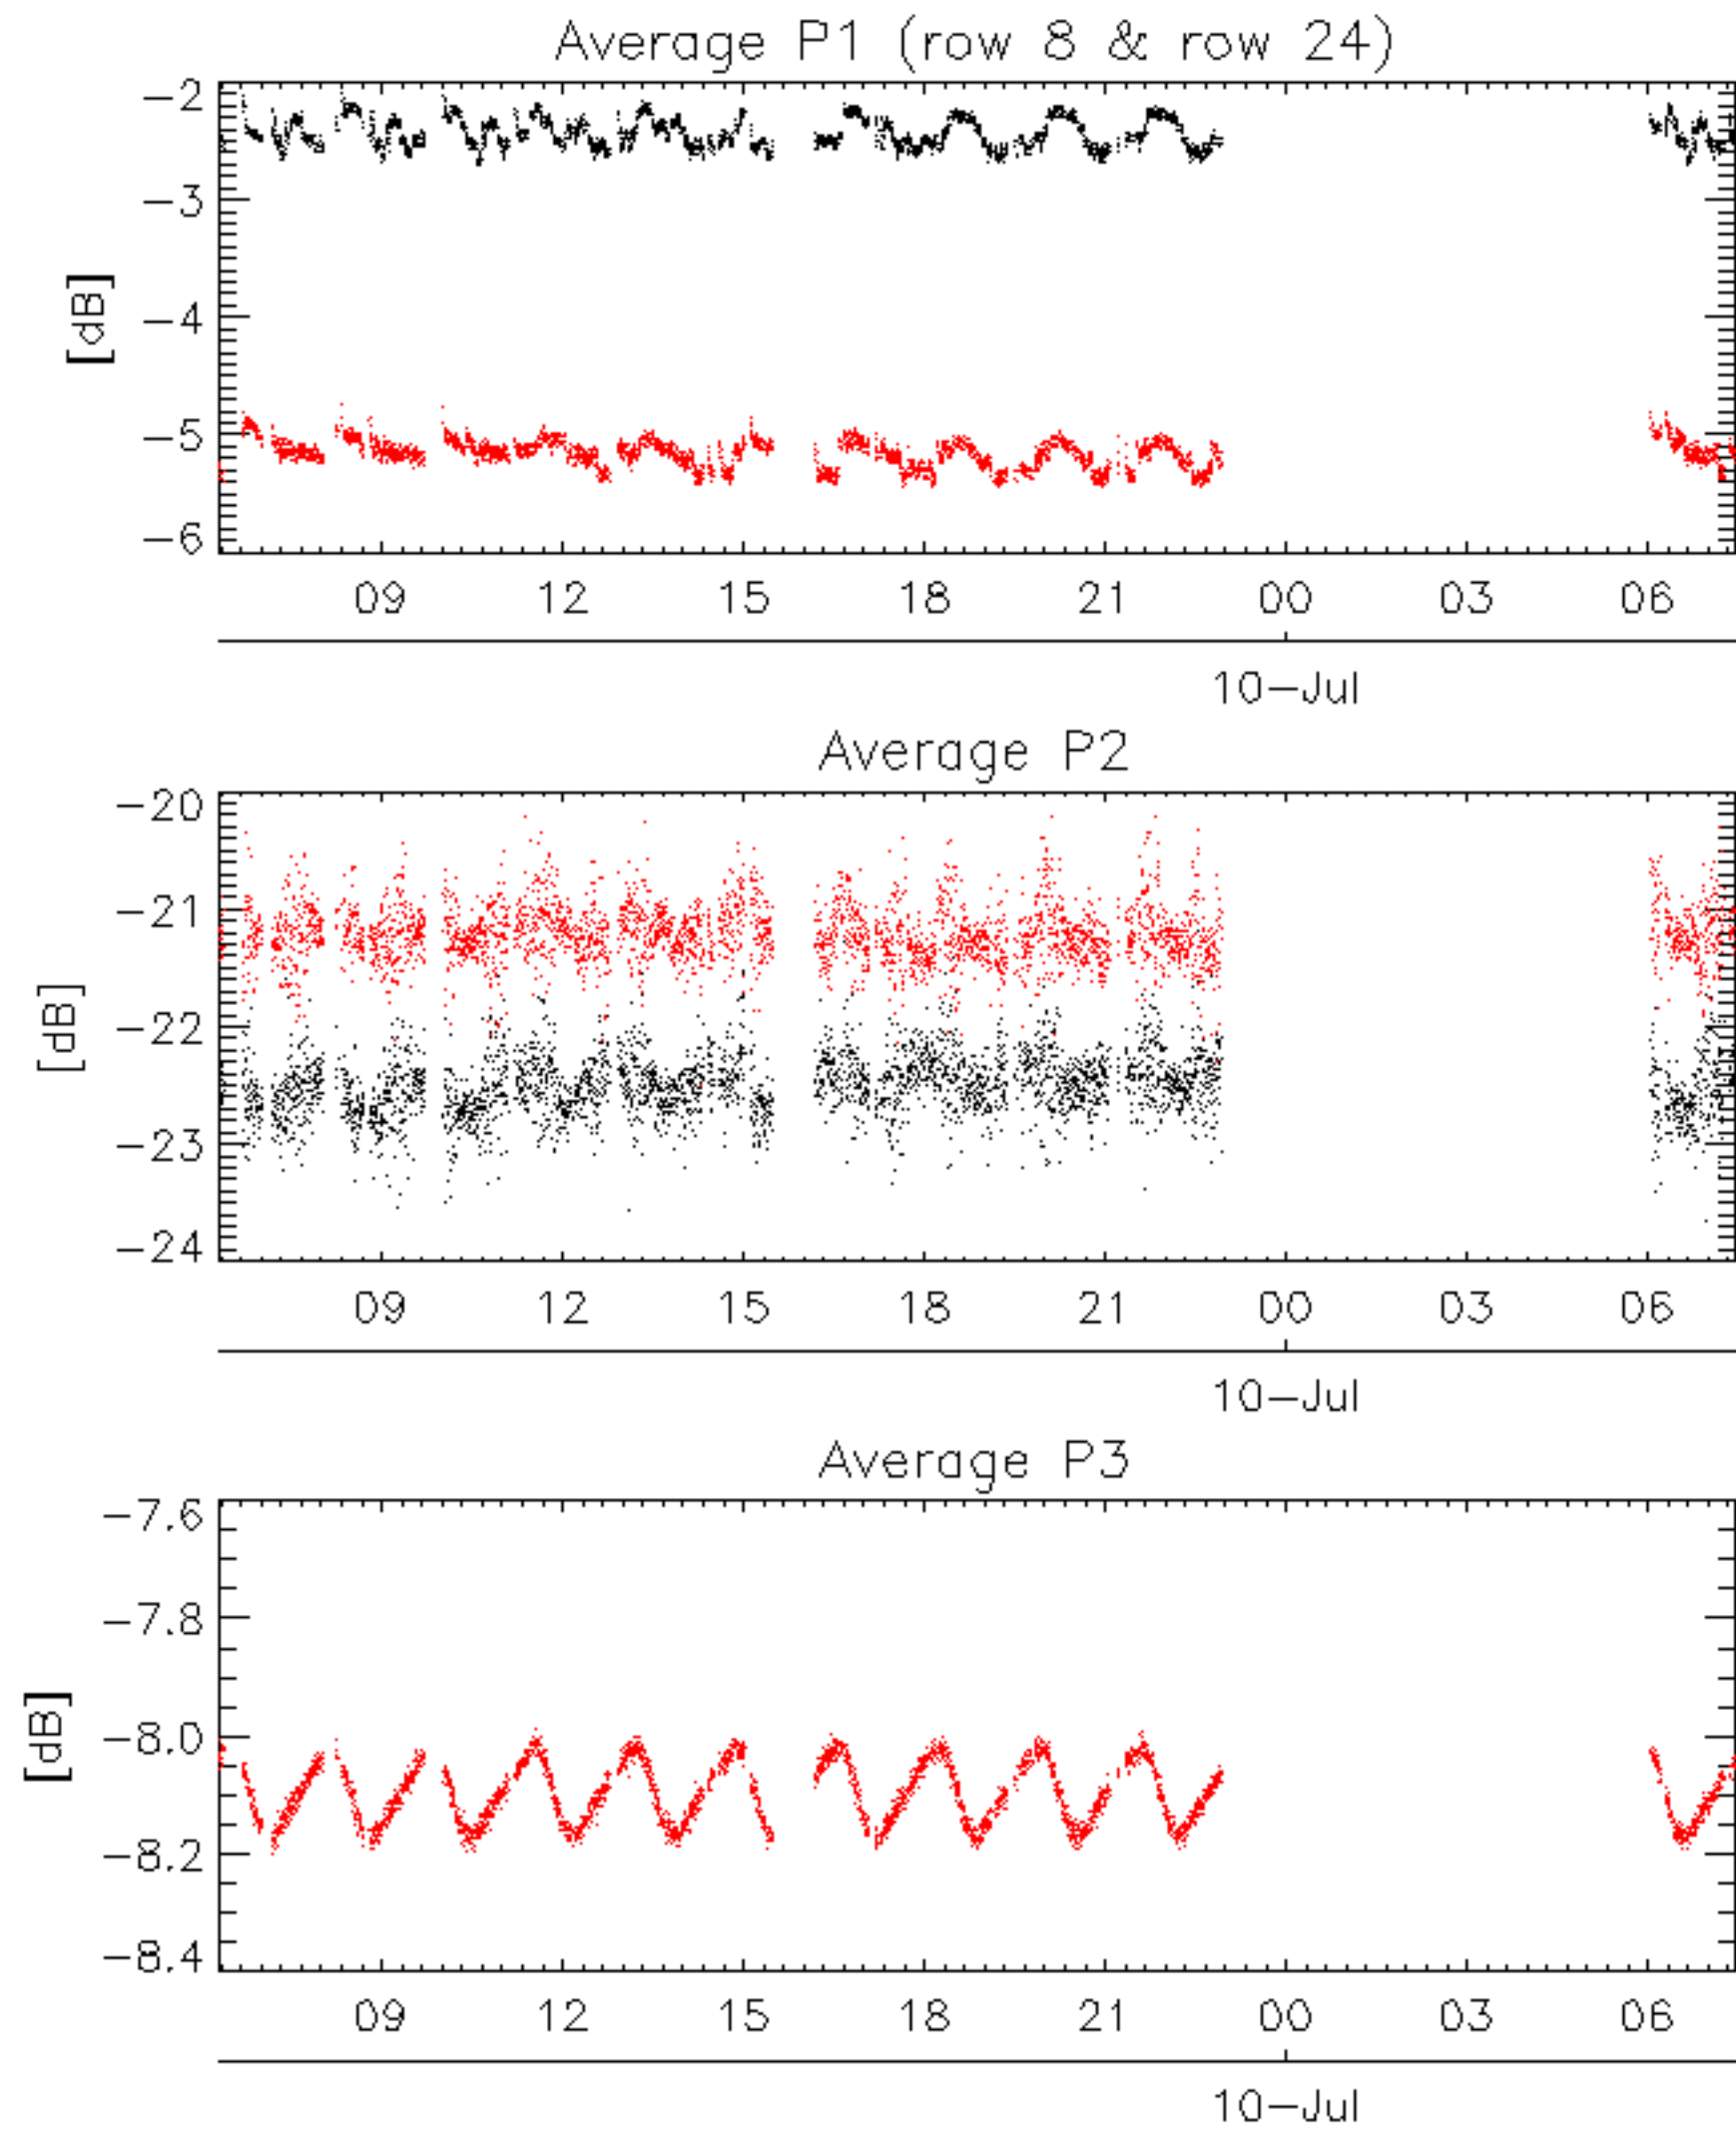 Average P1 (row 8 & row 24)
−2
−3
−4
−5
−6
[dB]
09 12 15 18 21 00 03 06
10−Jul
Average P2
−20
−21
−22
−23
−24
[dB]
09 12 15 18 21 00 03 06
10−Jul
Average P3
−7.6
−7.8
−8.0
−8.2
−8.4
[dB]
09 12 15 18 21 00 03 06
10−Jul